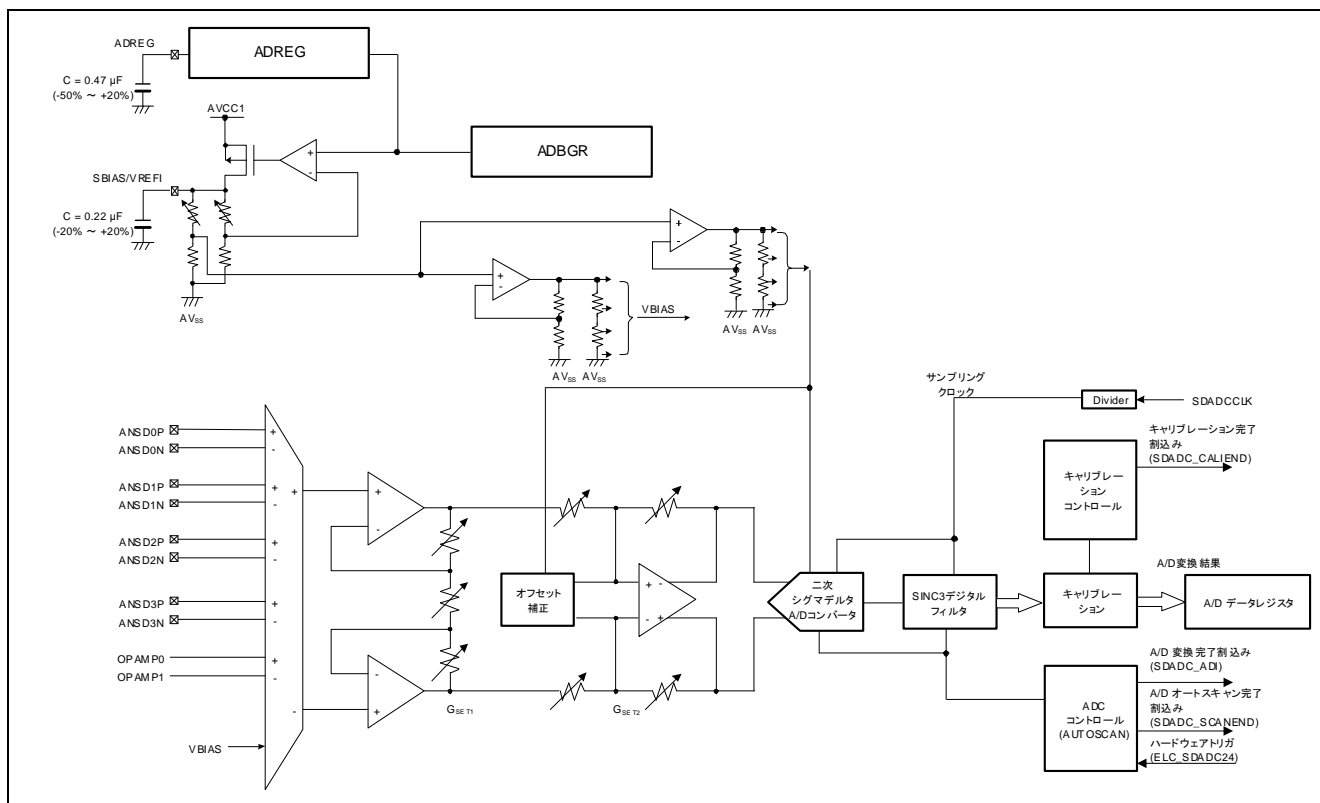 ADREG
ADREG
C = 0.47 µF
(-50% ～ +20%)
AVCC1
ADBGR
SBIAS/VREFI
C = 0.22 µF
(-20% ～ +20%)
+
-
+
-
+
-
AVSS
VBIAS
AVSS
AVSS
AVSS
AVSS
サンプリング
クロック
Divider
SDADCCLK
キャリブレーション完了
割込み
(SDADC_CALIEND)
キャリブレー
ション
コントロール
ANSD0P
+
ANSD0N
-
ANSD1P
+
ANSD1N
-
ANSD2P
+
ANSD2N
-
ANSD3P
+
ANSD3N
-
OPAMP0
+
OPAMP1
-
VBIAS
+
-
+
-
-
+
GSET1
オフセット
補正
+ -
- +
GSET2
二次
シグマデルタ
A/Dコンバータ
SINC3デジタル
フィルタ
キャリブレー
ション
A/D変換結果
A/D データレジスタ
ADC
コントロール
(AUTOSCAN)
A/D 変換完了割込み
(SDADC_ADI)
A/D オートスキャン完了
割込み
(SDADC_SCANEND)
ハードウェアトリガ
(ELC_SDADC24)